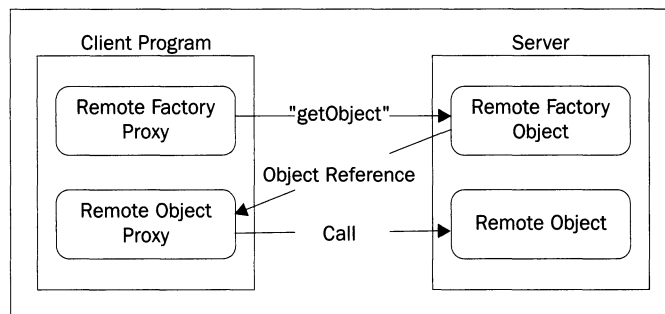 Client Program
Server
Remote Factory
Proxy
"getObject"
Remote Factory
Object
Object Reference
Remote Object
Proxy
Call
Remote Object